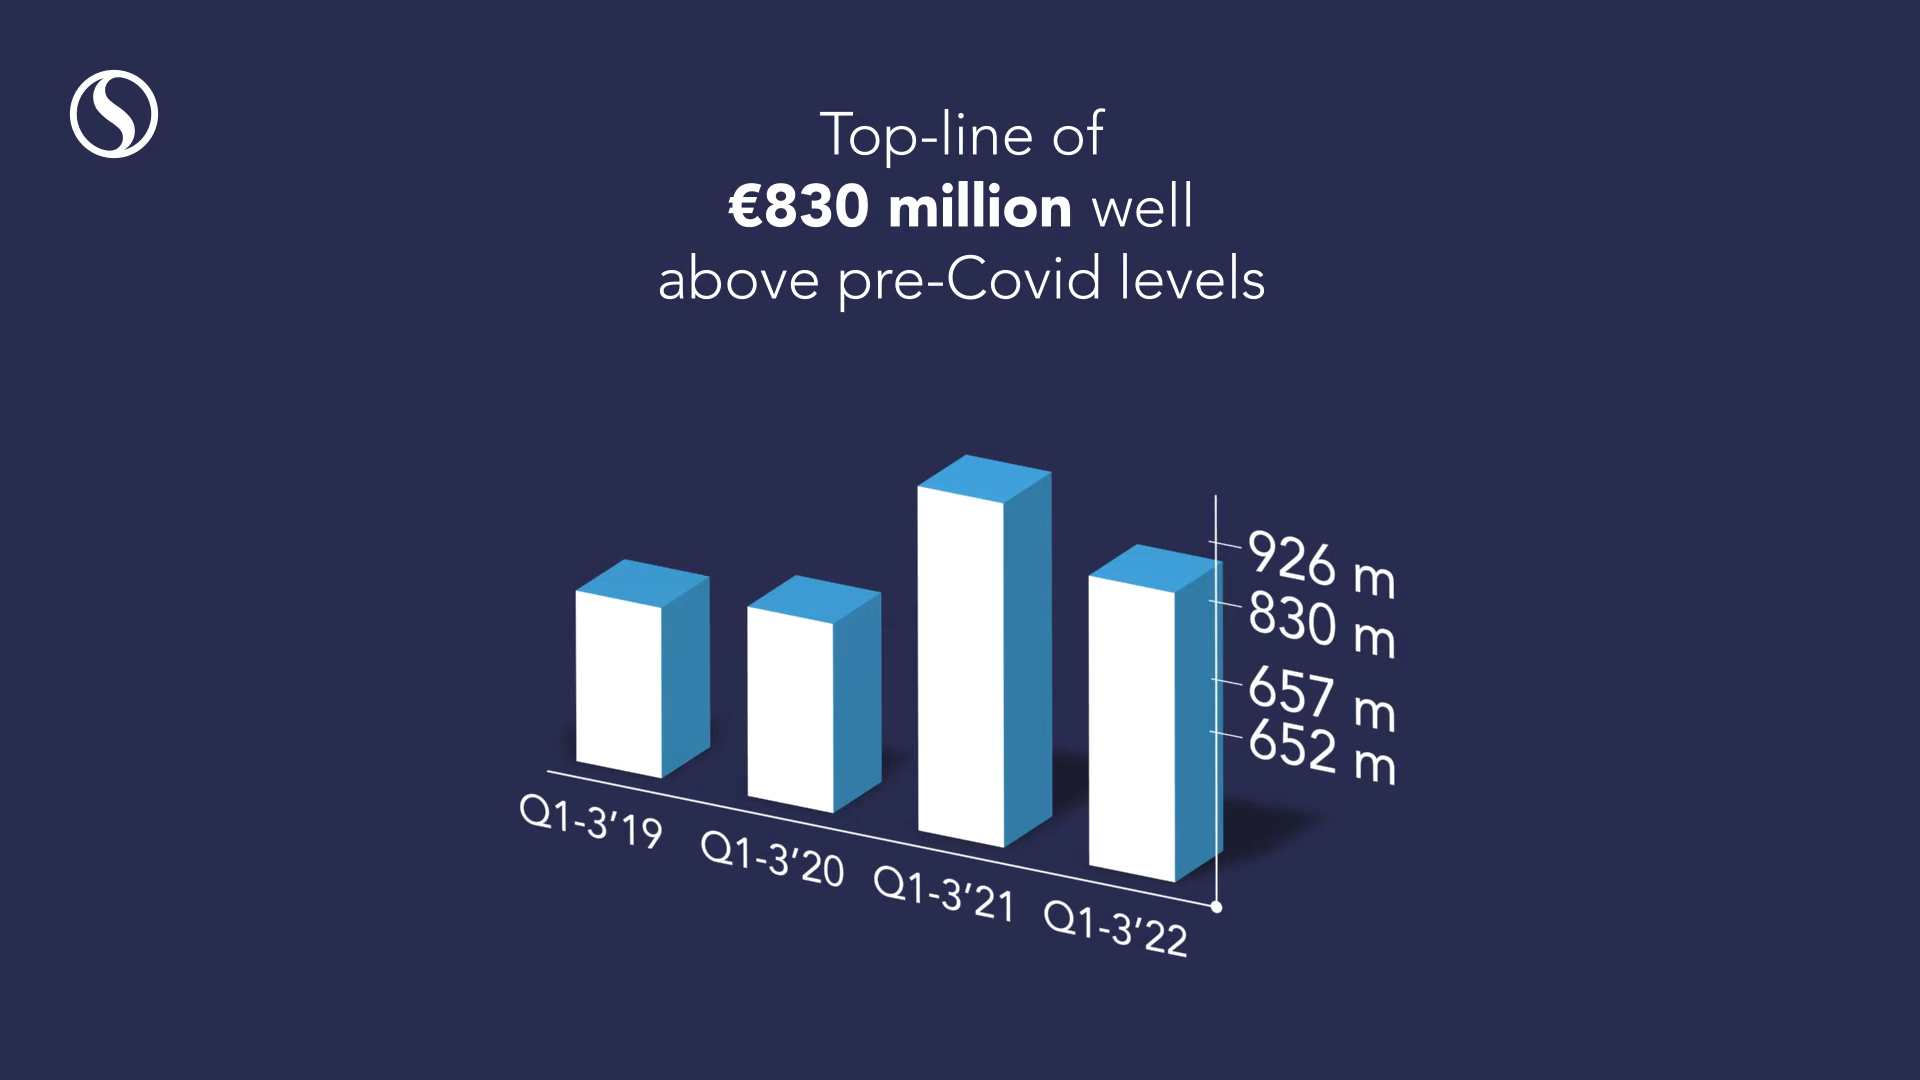 Top-line of
€830 million well
above pre-Covid levels
926 m
830 m
657 m
652 m
Q1-3’19
Q1-3’20
Q1-3’21
Q1-3’22